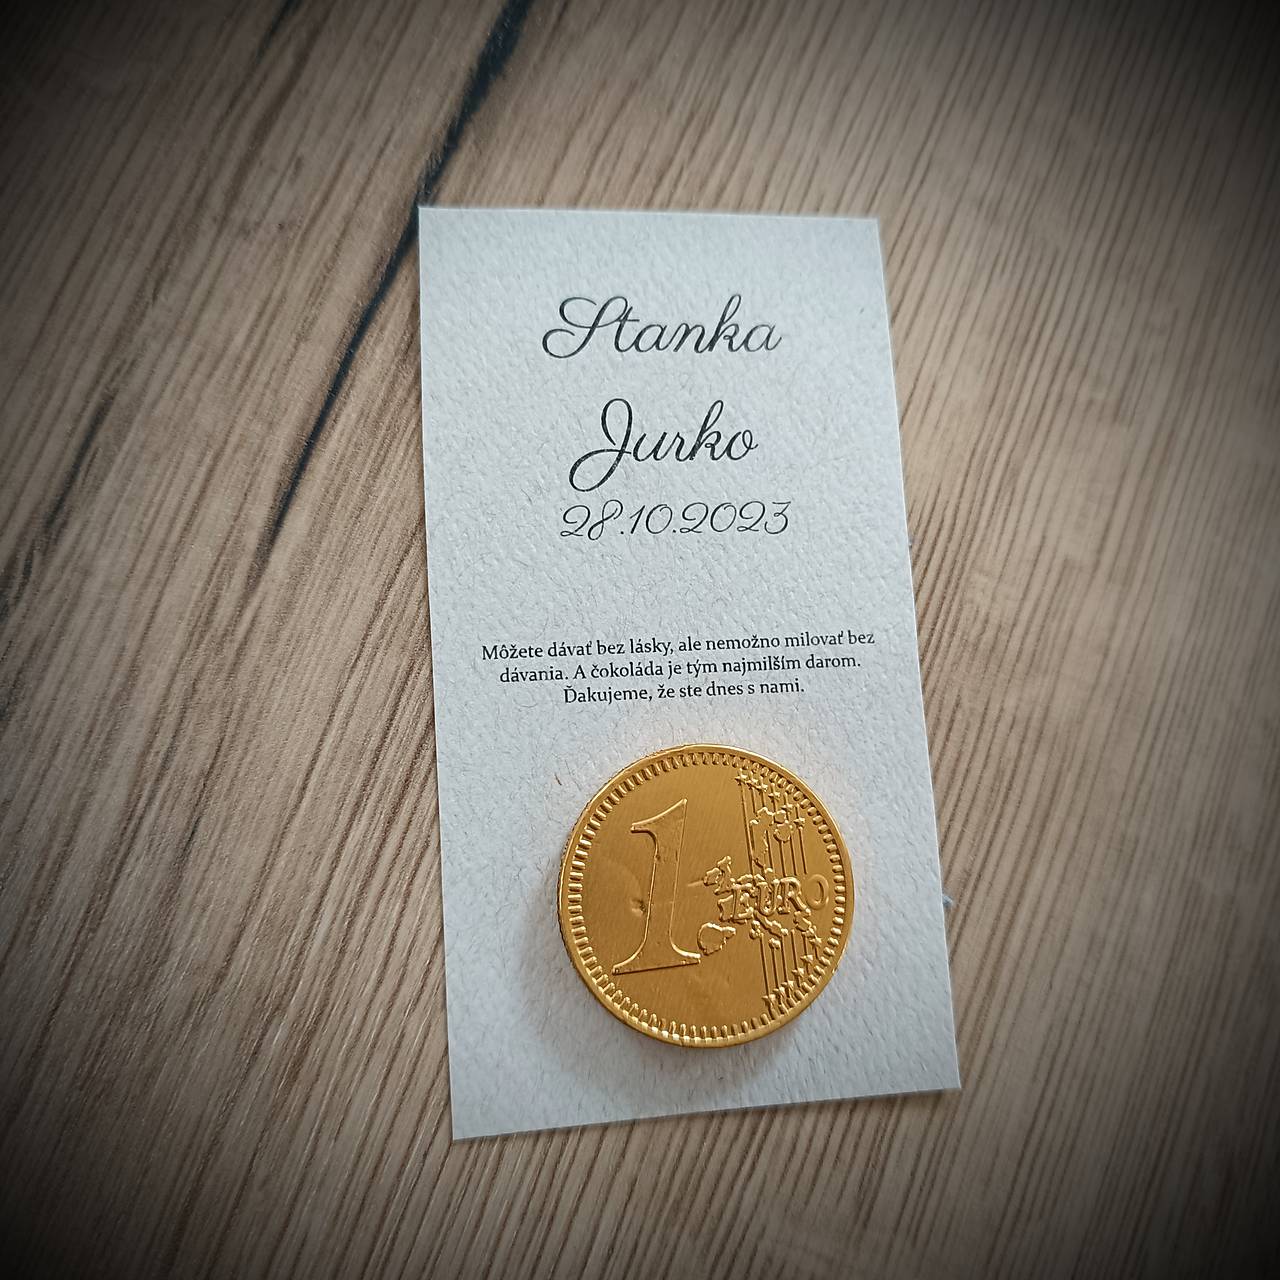 Stanka
Jurko
28.10.2023
Môžete dávať bez lásky, ale nemožno milovať bez
dávania. A čokoláda je tým najmilším darom.
Ďakujeme, že ste dnes s nami.
1
EURO